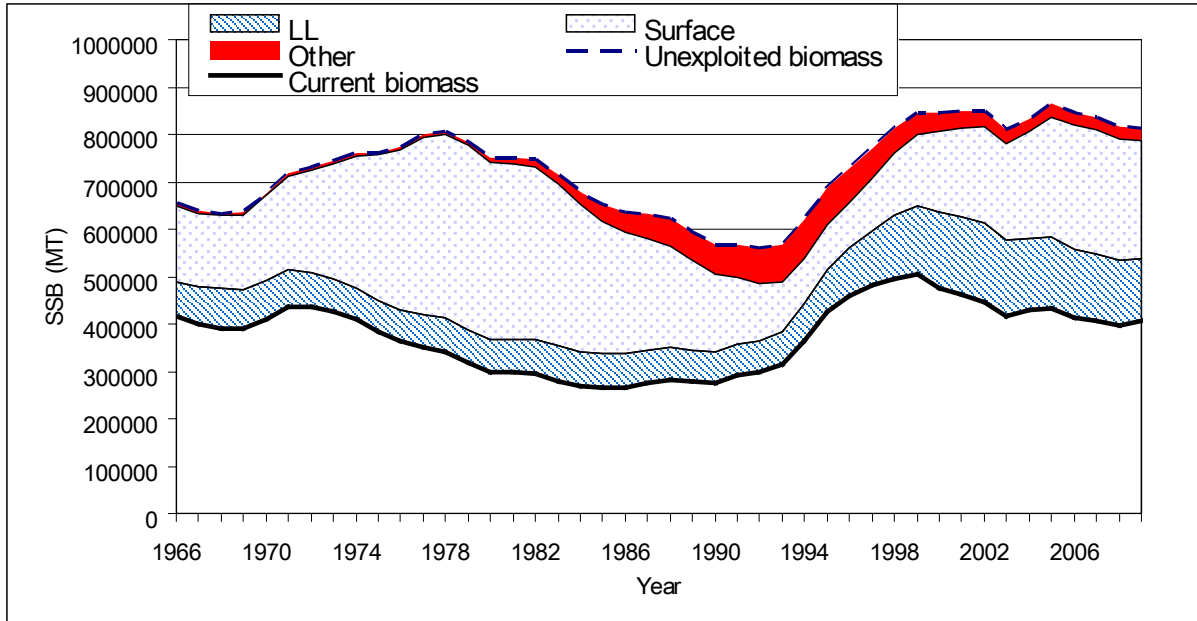 LL
Surface
Other
Unexploited biomass
Current biomass
1000000
900000
800000
700000
600000
500000
400000
300000
200000
100000
0
SSB (MT)
1966 1970 1974 1978 1982 1986 1990 1994 1998 2002 2006
Year